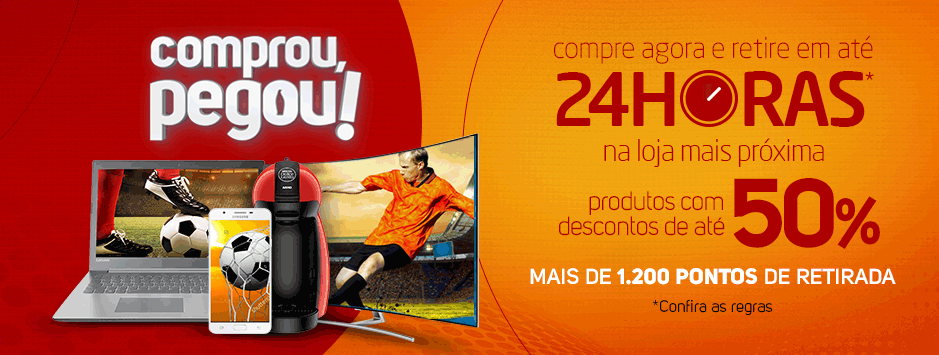 comprou,
pegou!
compre agora e retire em até
24HORAS*
na loja mais próxima
produtos com
descontos de até
50%
MAIS DE 1.200 PONTOS DE RETIRADA
*Confira as regras
SAMSUNG